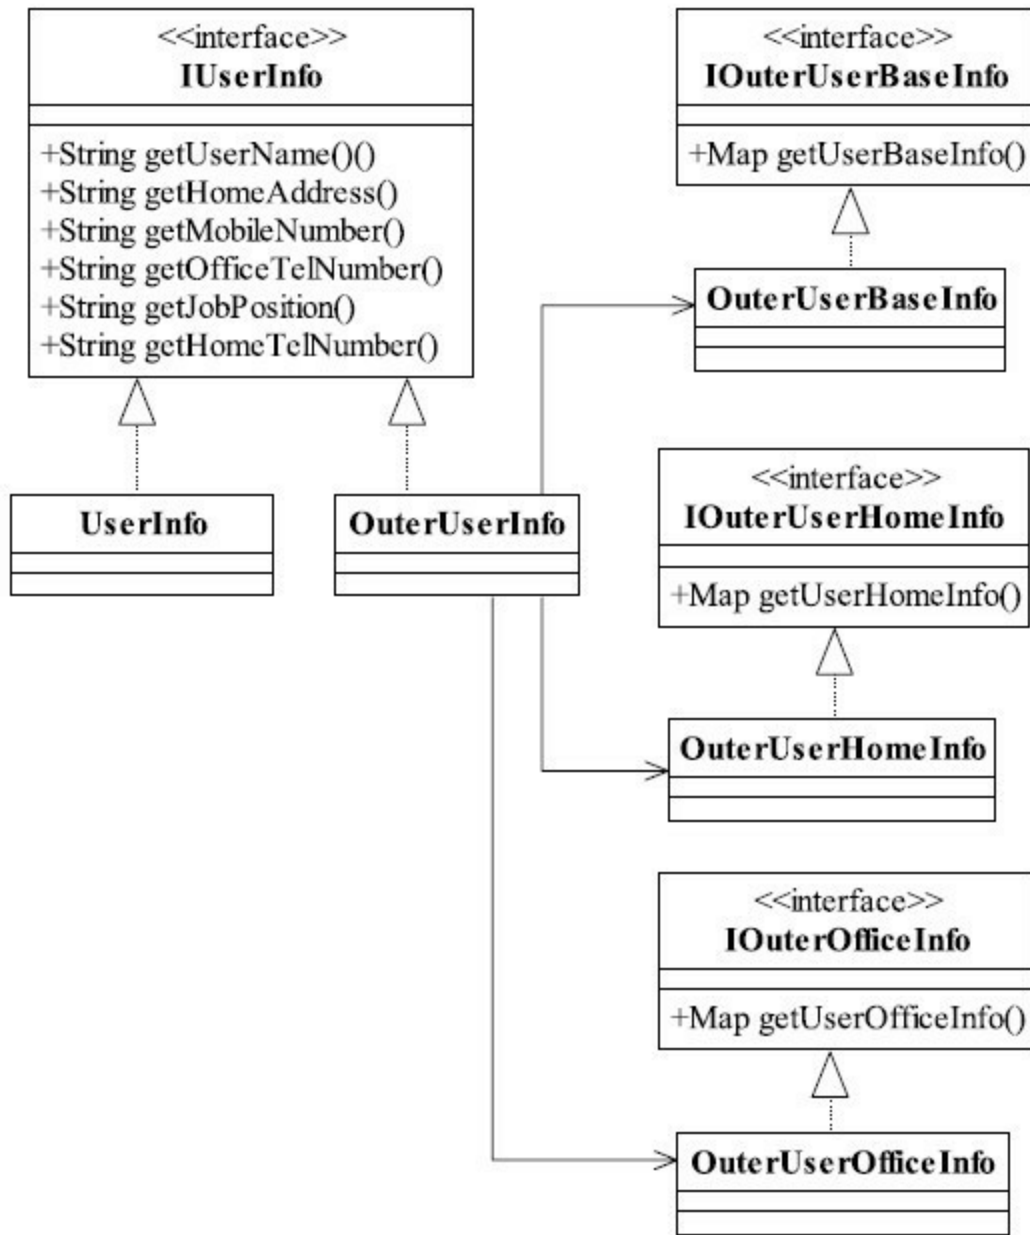 <<interface>>
IUserInfo
+String getUserName()()
+String getHomeAddress()
+String getMobileNumber()
+String getOfficeTelNumber()
+String getJobPosition()
+String getHomeTelNumber()
UserInfo
OuterUserInfo
<<interface>>
IOuterUserBaseInfo
+Map getUserBaseInfo()
OuterUserBaseInfo
<<interface>>
IOuterUserHomeInfo
+Map getUserHomeInfo()
OuterUserHomeInfo
<<interface>>
IOuterOfficeInfo
+Map getUserOfficeInfo()
OuterUserOfficeInfo